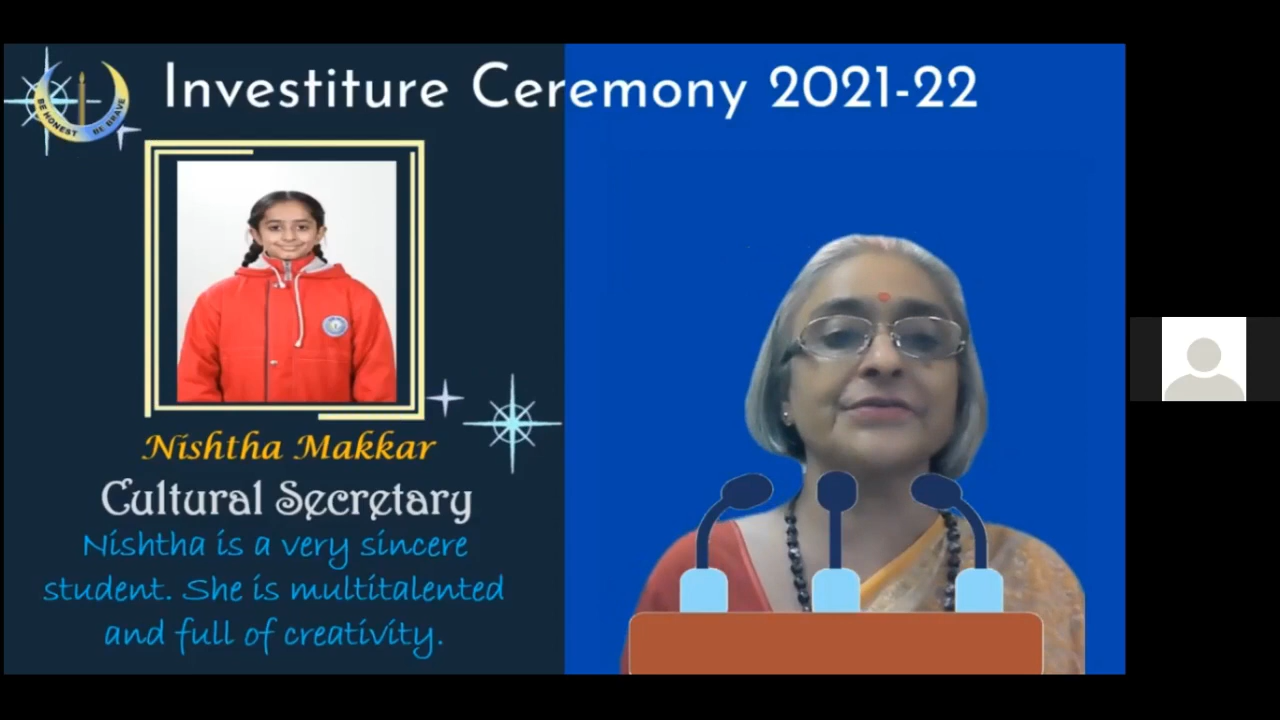 Investiture Ceremony 2021-22
BE HONEST BE BRAVE
Nishtha Makkar
Cultural Secretary
Nishtha is a very sincere
student. She is multitalented
and full of creativity.